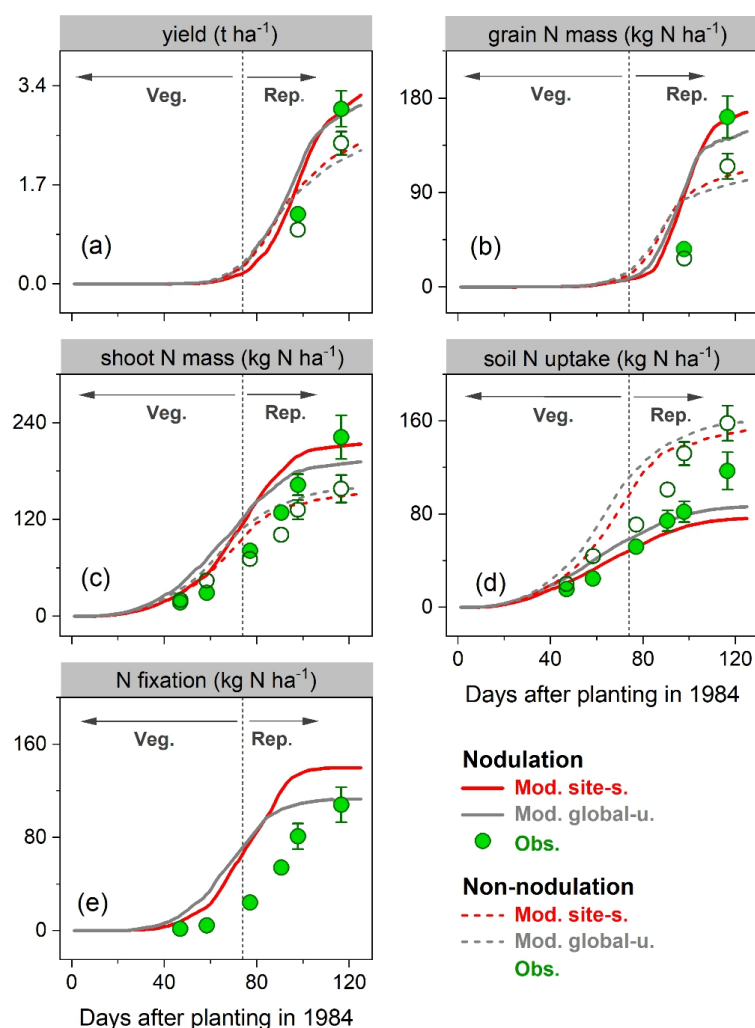 yield (t ha⁻¹)
Veg.
Rep.
3.4
1.7
0.0
(a)
grain N mass (kg N ha⁻¹)
Veg.
Rep.
180
90
0
(b)
shoot N mass (kg N ha⁻¹)
Veg.
Rep.
240
120
0
(c)
soil N uptake (kg N ha⁻¹)
Veg.
Rep.
160
80
0
(d)
0 40 80 120
Days after planting in 1984
N fixation (kg N ha⁻¹)
Veg.
Rep.
160
80
0
(e)
0 40 80 120
Days after planting in 1984
Nodulation
Mod. site-s.
Mod. global-u.
Obs.
Non-nodulation
Mod. site-s.
Mod. global-u.
Obs.